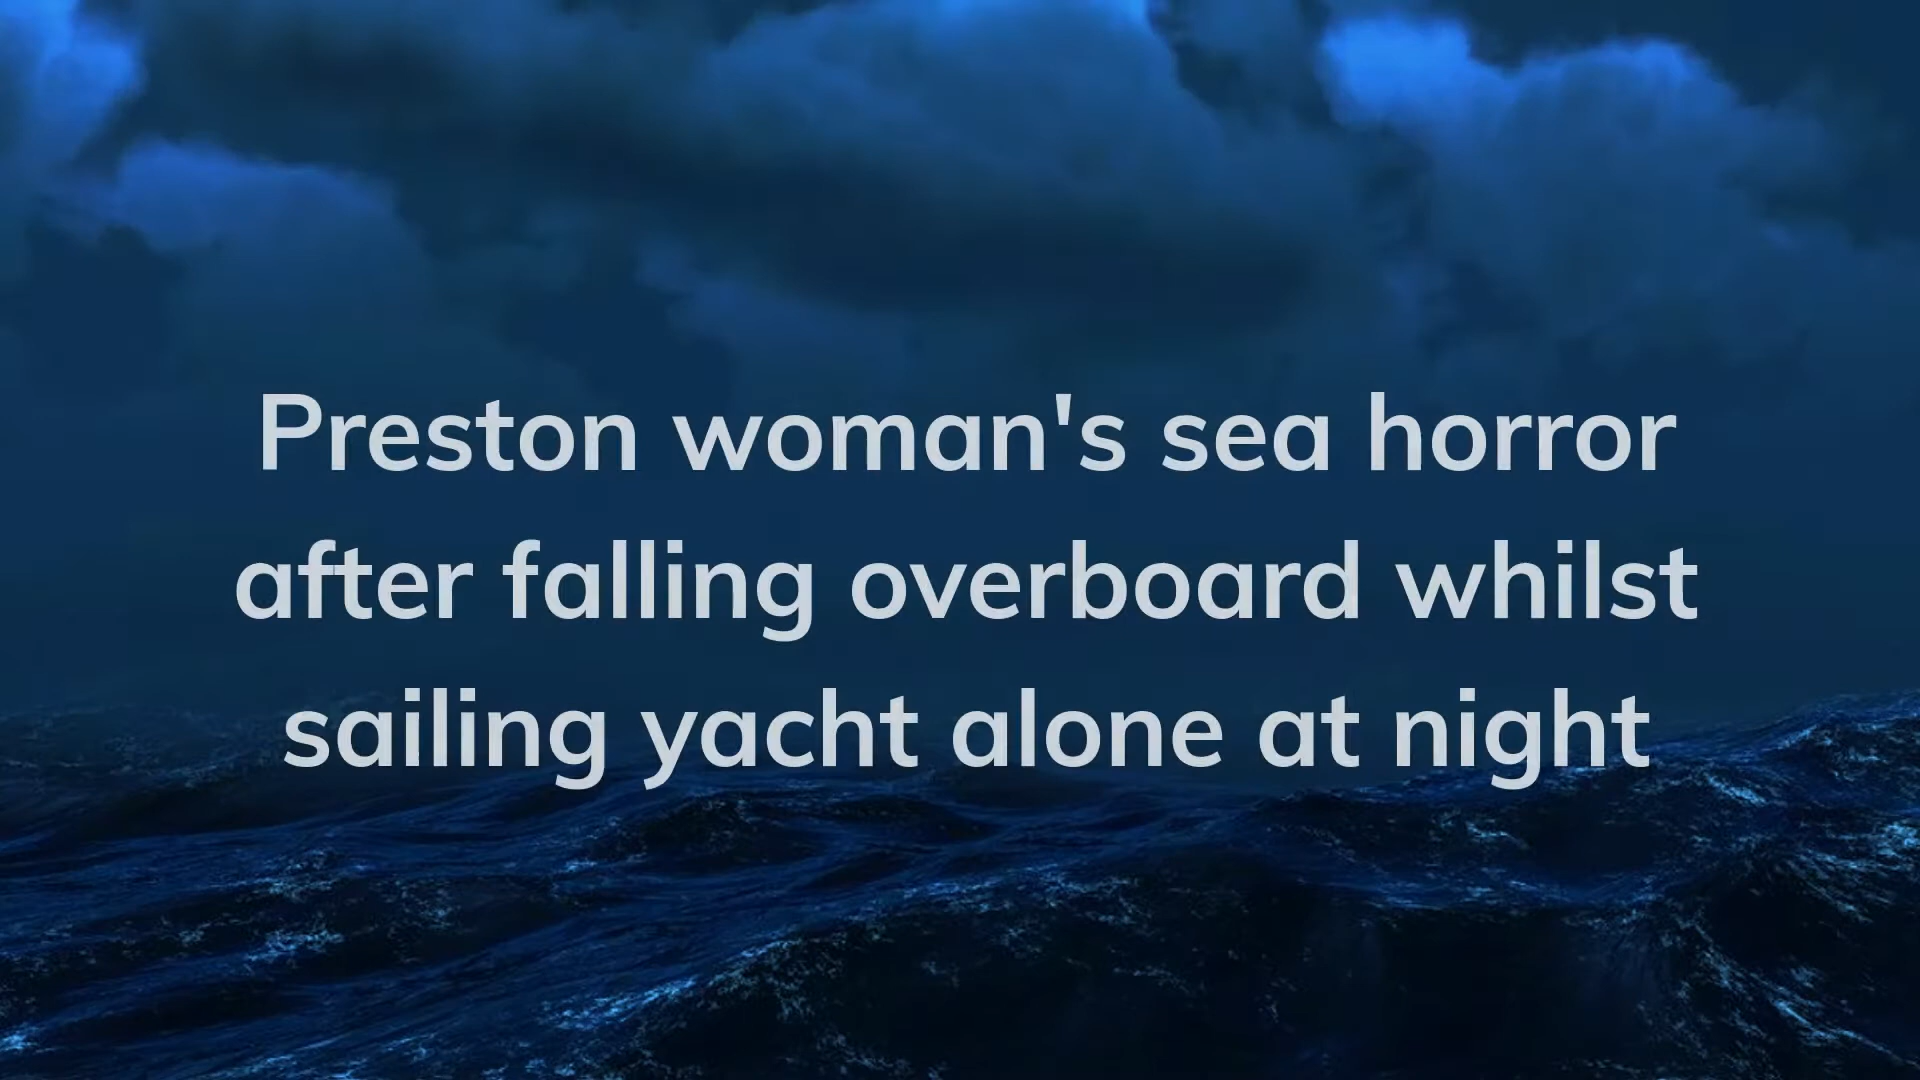 Preston woman's sea horror
after falling overboard whilst
sailing yacht alone at night